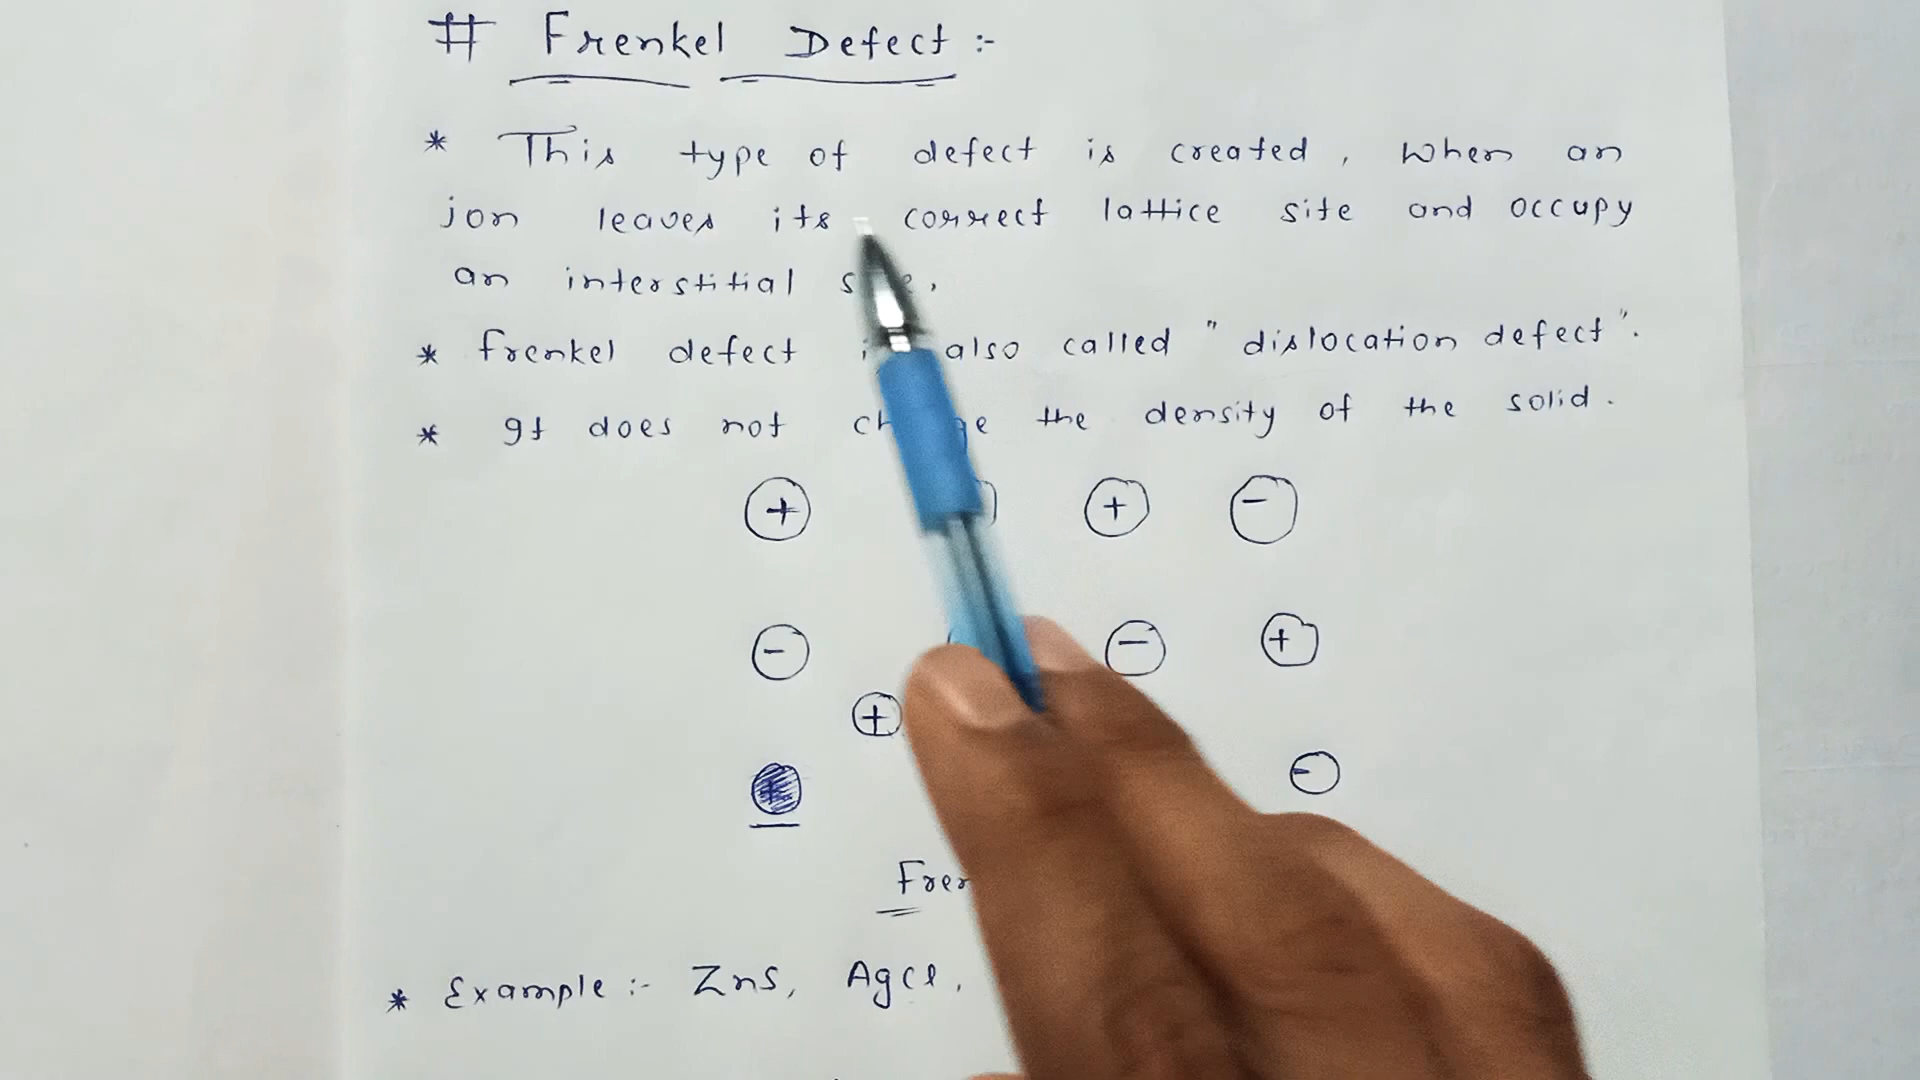 # Frenkel Defect :-
* This type of defect is created, when an
ion leaves its correct lattice site and occupy
an interstitial
* Frenkel defect also called "dislocation defect".
* It does not the density of the solid.
+ + -
- - +
+
-
* Example :- ZnS, AgCl,